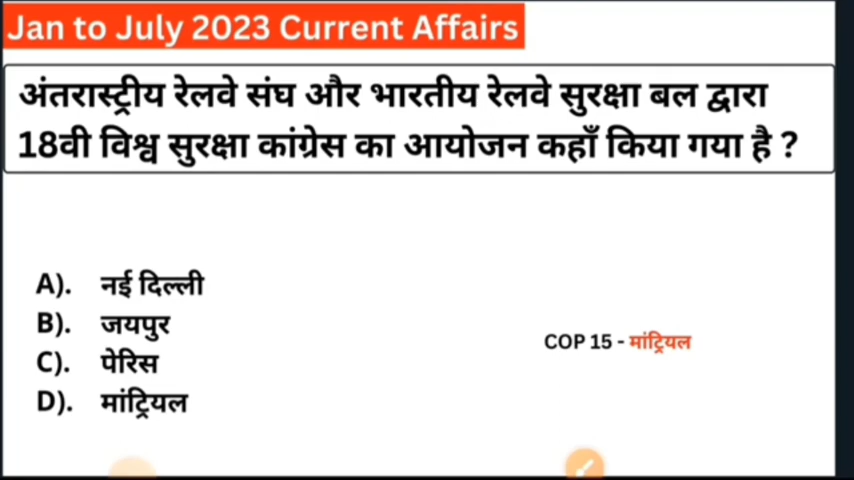 Jan to July 2023 Current Affairs
अंतरास्ट्रीय रेलवे संघ और भारतीय रेलवे सुरक्षा बल द्वारा
18वी विश्व सुरक्षा कांग्रेस का आयोजन कहाँ किया गया है ?
A). नई दिल्ली
B). जयपुर
COP 15 - मांट्रियल
C). पेरिस
D). मांट्रियल